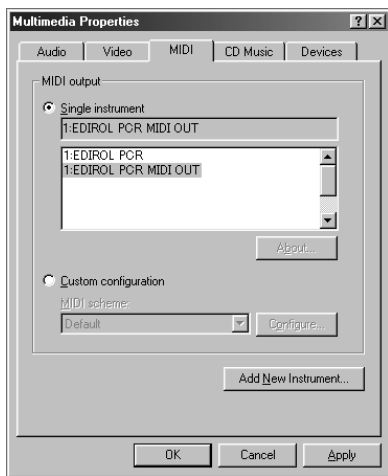 Multimedia Properties
Audio Video MIDI CD Music Devices
MIDI output
Single instrument
1:EDIROL PCR MIDI OUT
1:EDIROL PCR
1:EDIROL PCR MIDI OUT
About...
Custom configuration
MIDI scheme:
Default Configure...
Add New Instrument...
OK Cancel Apply